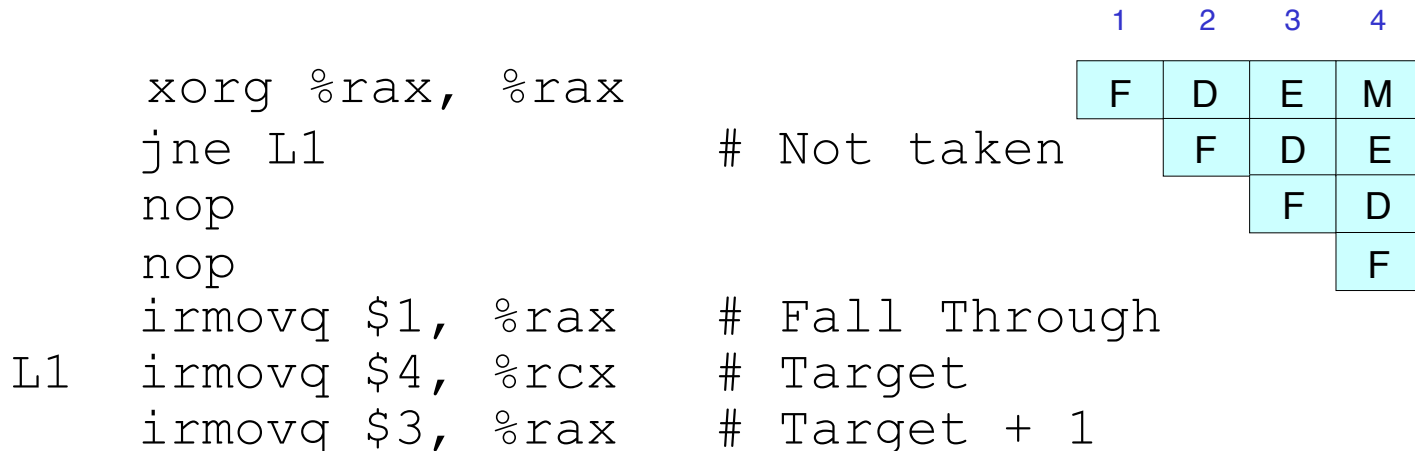 1 2 3 4
xorg %rax, %rax F D E M
jne L1 # Not taken F D E
nop F D
nop F
irmovq $1, %rax # Fall Through
L1 irmovq $4, %rcx # Target
irmovq $3, %rax # Target + 1